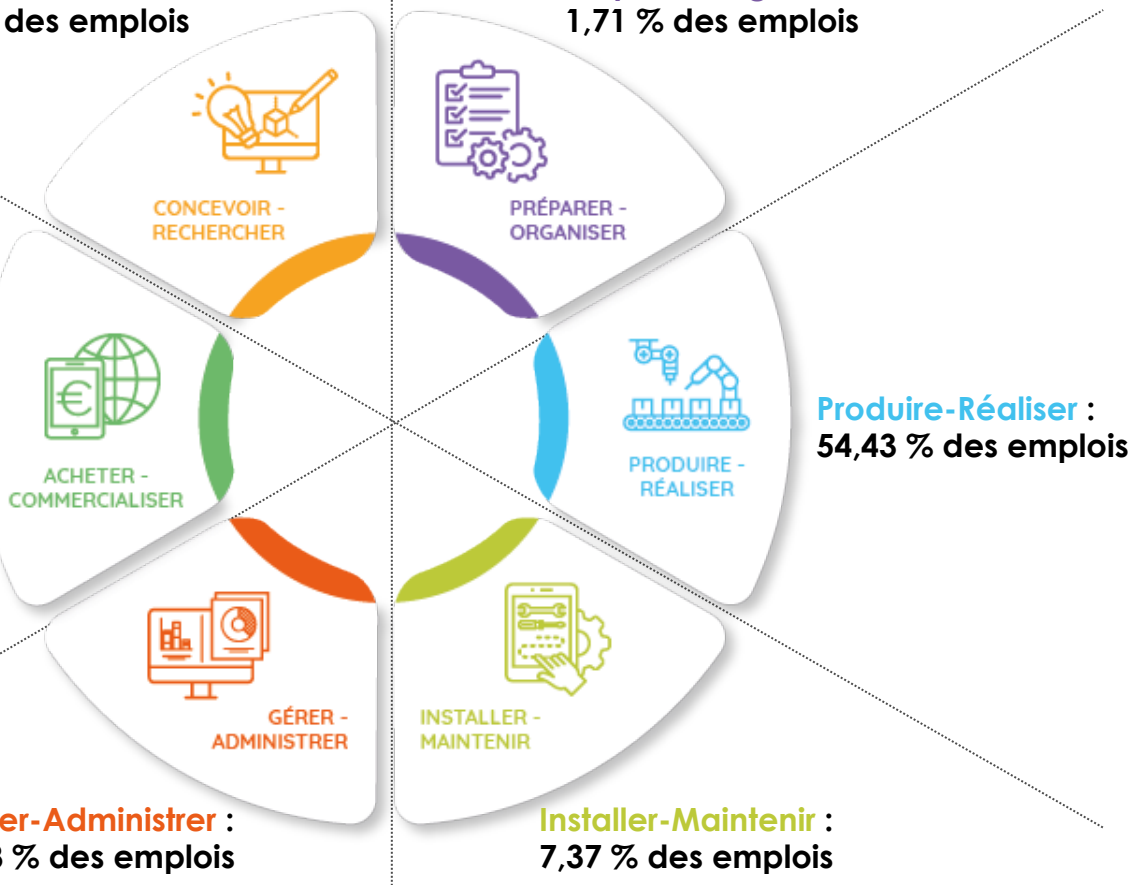 des emplois
1,71 % des emplois
CONCEVOIR -
RECHERCHER
PRÉPARER -
ORGANISER
ACHETER -
COMMERCIALISER
€
PRODUIRE -
RÉALISER
Produire-Réaliser :
54,43 % des emplois
GÉRER -
ADMINISTRER
INSTALLER -
MAINTENIR
er-Administrer :
% des emplois
Installer-Maintenir :
7,37 % des emplois